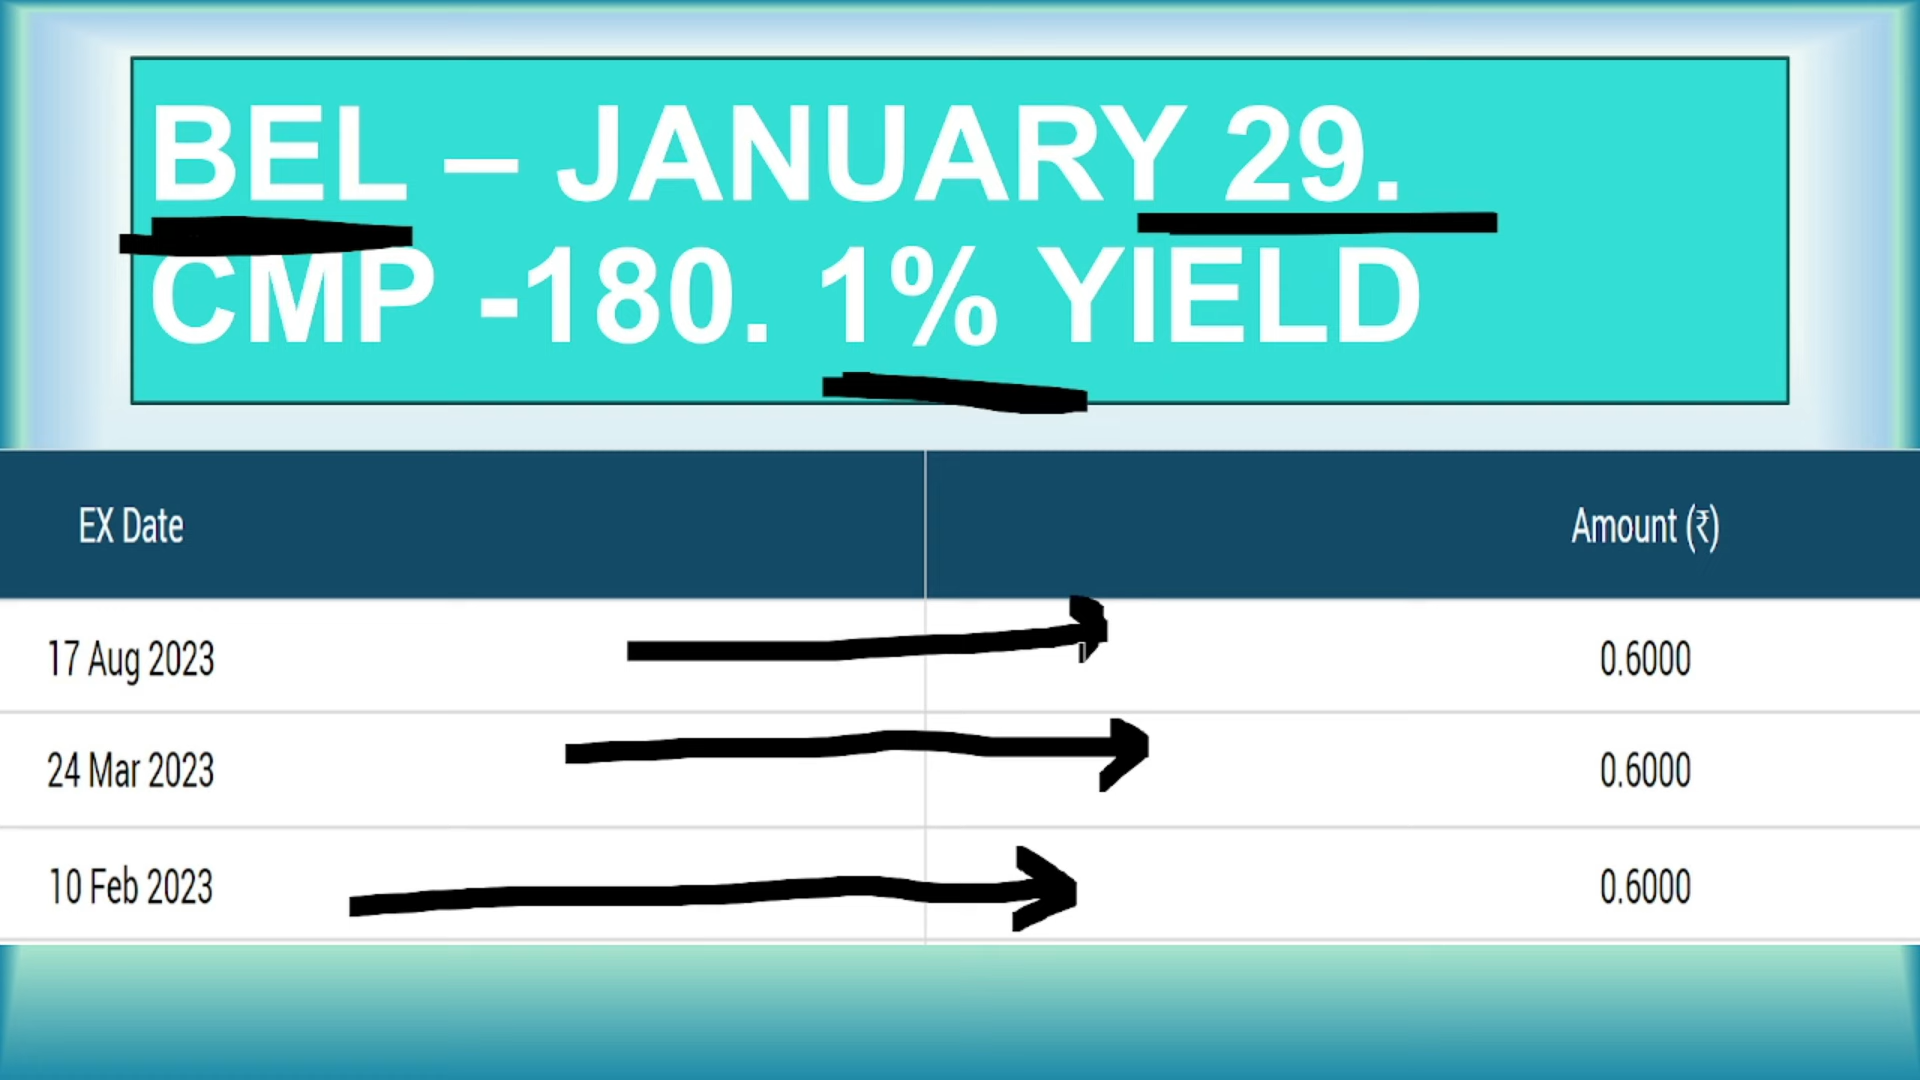 BEL – JANUARY 29.
CMP -180. 1% YIELD
EX Date Amount (₹)
17 Aug 2023 0.6000
24 Mar 2023 0.6000
10 Feb 2023 0.6000